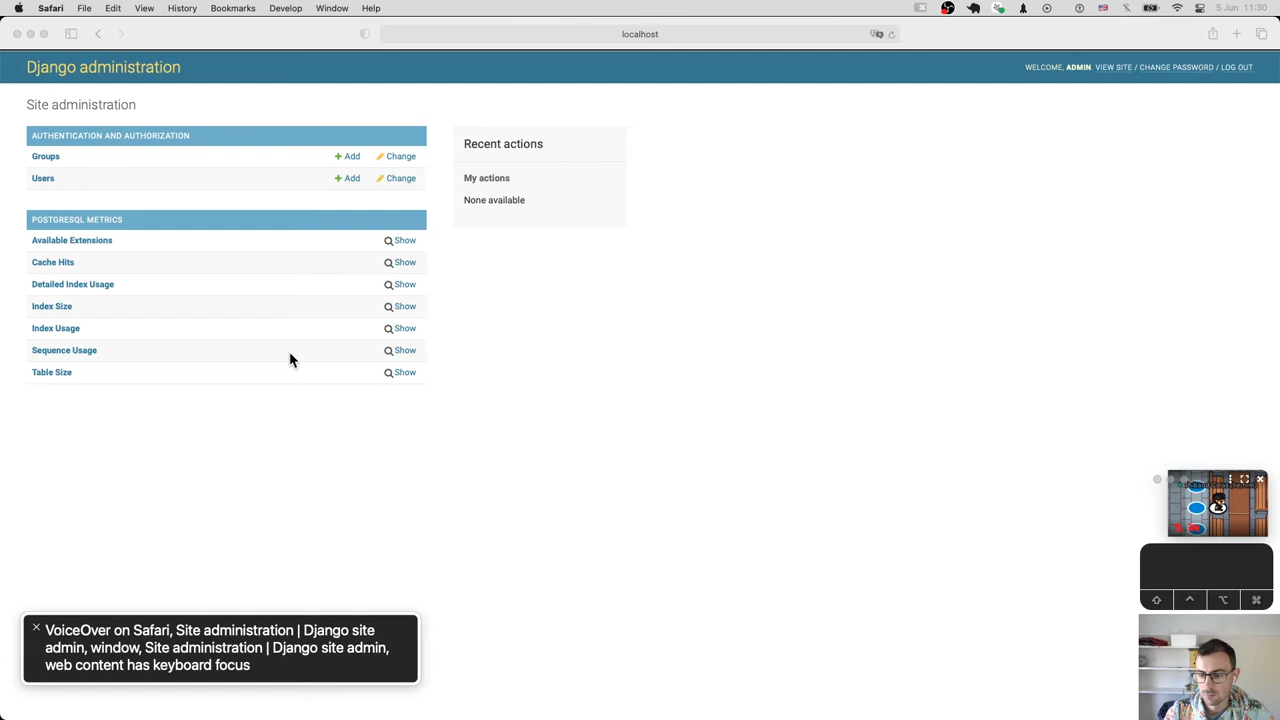 Safari File Edit View History Bookmarks Develop Window Help
5 Jun 11:30
localhost
Django administration
WELCOME, ADMIN. VIEW SITE / CHANGE PASSWORD / LOG OUT
Site administration
AUTHENTICATION AND AUTHORIZATION
Groups Add Change
Users Add Change
POSTGRESQL METRICS
Available Extensions Show
Cache Hits Show
Detailed Index Usage Show
Index Size Show
Index Usage Show
Sequence Usage Show
Table Size Show
Recent actions
My actions
None available
VoiceOver on Safari, Site administration | Django site
admin, window, Site administration | Django site admin,
web content has keyboard focus